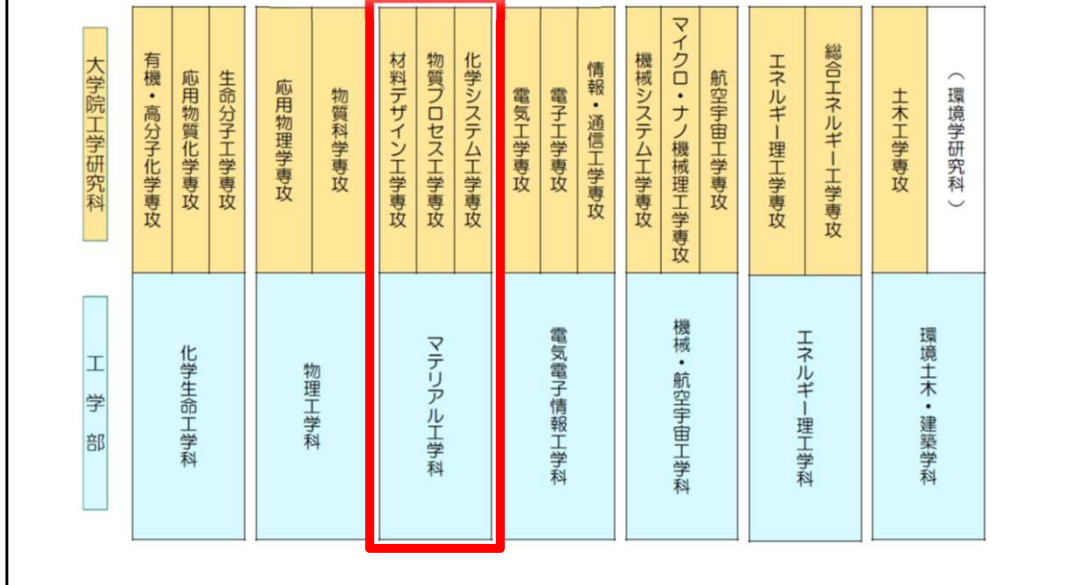 大学院工学研究科
有機・高分子化学専攻
応用物質化学専攻
生命分子工学専攻
応用物理学専攻
物質科学専攻
材料デザイン工学専攻
物質プロセス工学専攻
化学システム工学専攻
電気工学専攻
電子工学専攻
情報・通信工学専攻
機械システム工学専攻
マイクロ・ナノ機械理工学専攻
航空宇宙工学専攻
エネルギー理工学専攻
総合エネルギー工学専攻
土木工学専攻
（環境学研究科）
工学部
化学生命工学科
物理工学科
マテリアル工学科
電気電子情報工学科
機械・航空宇宙工学科
エネルギー理工学科
環境土木・建築学科